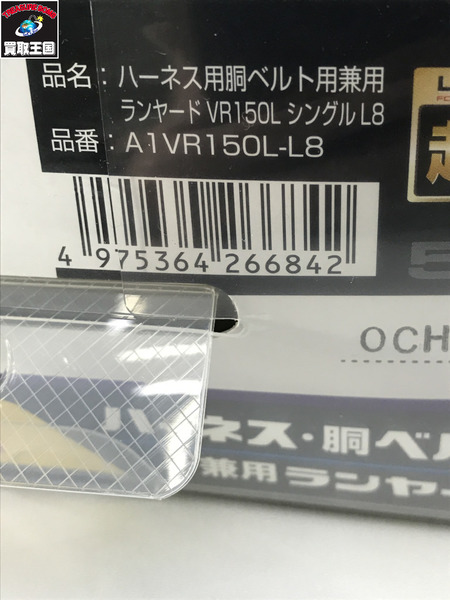 買取王国
品名：ハーネス用胴ベルト用兼用
ランヤード VR150L シングル L8
品番：A1VR150L-L8
4 975364 266842
OCH
ハーネス・胴ベル
兼用ランヤー